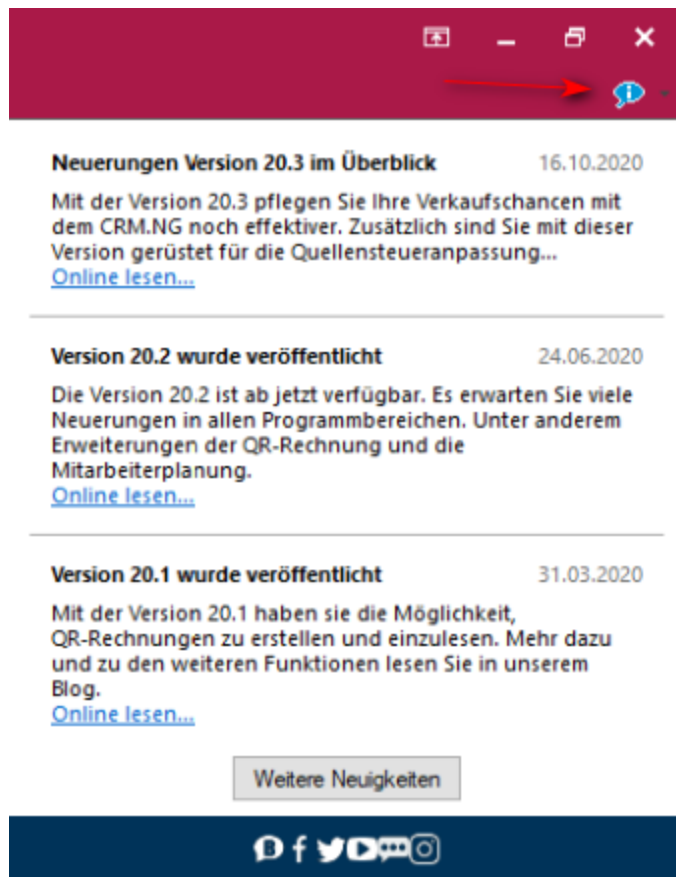 Neuerungen Version 20.3 im Überblick 16.10.2020
Mit der Version 20.3 pflegen Sie Ihre Verkaufschancen mit
dem CRM.NG noch effektiver. Zusätzlich sind Sie mit dieser
Version gerüstet für die Quellensteueranpassung...
Online lesen...
Version 20.2 wurde veröffentlicht 24.06.2020
Die Version 20.2 ist ab jetzt verfügbar. Es erwarten Sie viele
Neuerungen in allen Programmbereichen. Unter anderem
Erweiterungen der QR-Rechnung und die
Mitarbeiterplanung.
Online lesen...
Version 20.1 wurde veröffentlicht 31.03.2020
Mit der Version 20.1 haben sie die Möglichkeit,
QR-Rechnungen zu erstellen und einzulesen. Mehr dazu
und zu den weiteren Funktionen lesen Sie in unserem
Blog.
Online lesen...
Weitere Neuigkeiten